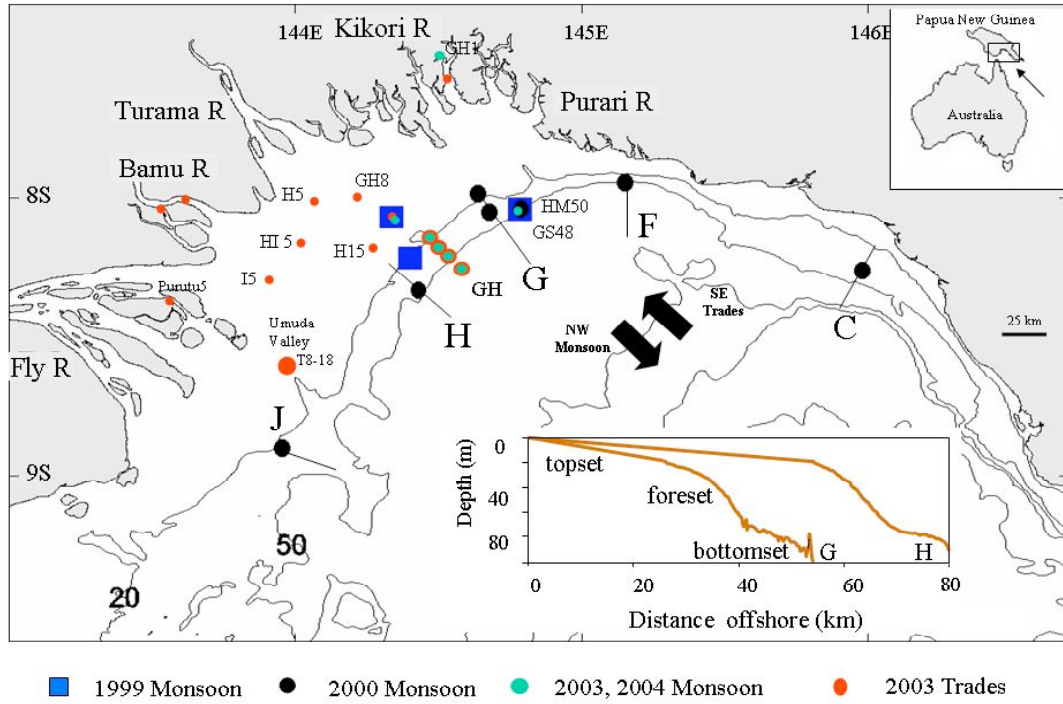 144E
145E
146E
Papua New Guinea
Australia
Kikori R
GH1
Purari R
Turama R
Bamu R
8S
H5
GH8
HM50
GS48
F
HI 5
H15
G
GH
I5
Purutu5
H
SE
Trades
NW
Monsoon
C
25 km
Umuda
Valley
T8-18
Fly R
J
9S
50
20
Depth (m)
0
40
80
topset
foreset
bottomset
G
H
0
20
40
60
80
Distance offshore (km)
1999 Monsoon
2000 Monsoon
2003, 2004 Monsoon
2003 Trades